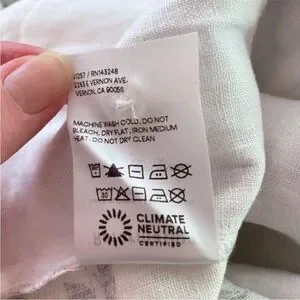 / RN143248
E VERNON AVE.
VERNON, CA 90058
MACHINE WASH COLD, DO NOT
BLEACH, DRY FLAT, IRON MEDIUM
HEAT. DO NOT DRY CLEAN
30
CLIMATE
NEUTRAL
CERTIFIED